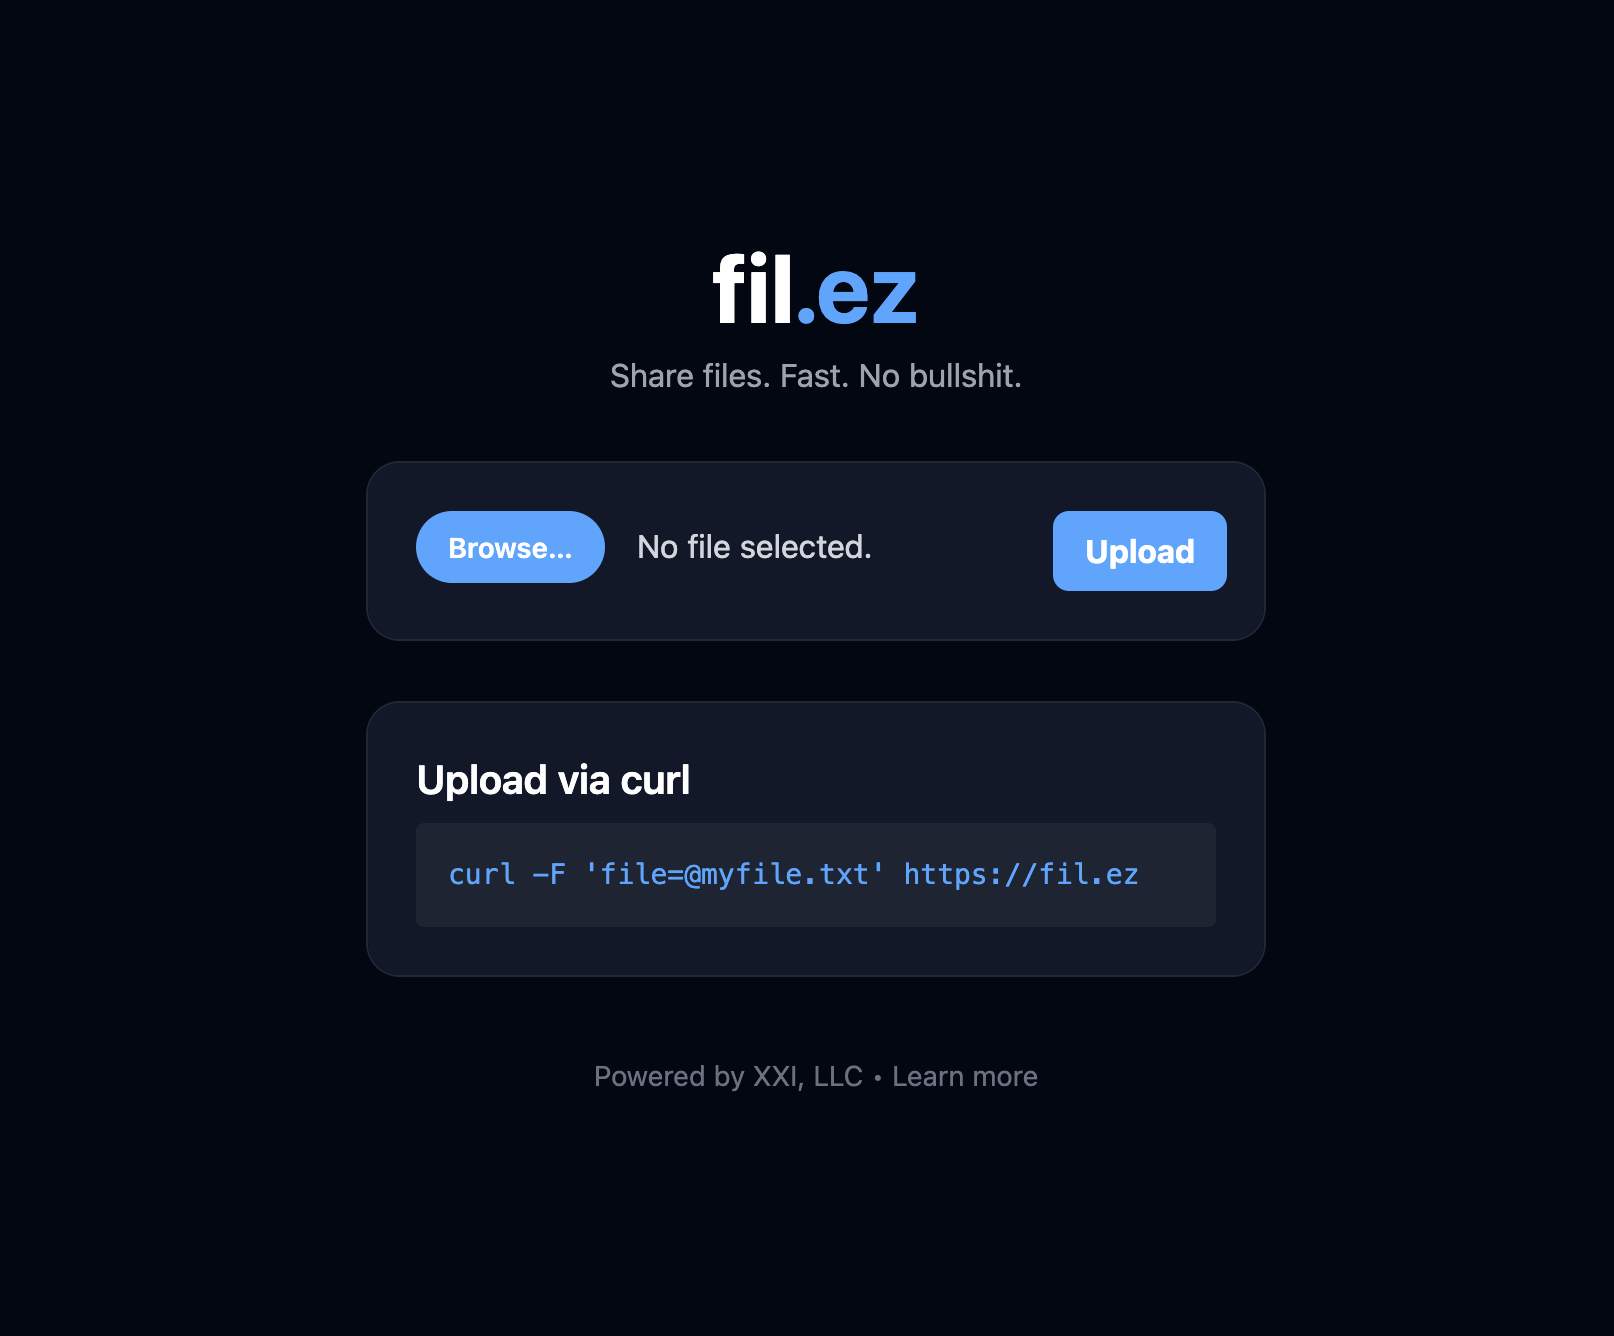 fil.ez
Share files. Fast. No bullshit.
Browse... No file selected. Upload
Upload via curl
curl -F 'file=@myfile.txt' https://fil.ez
Powered by XXI, LLC • Learn more